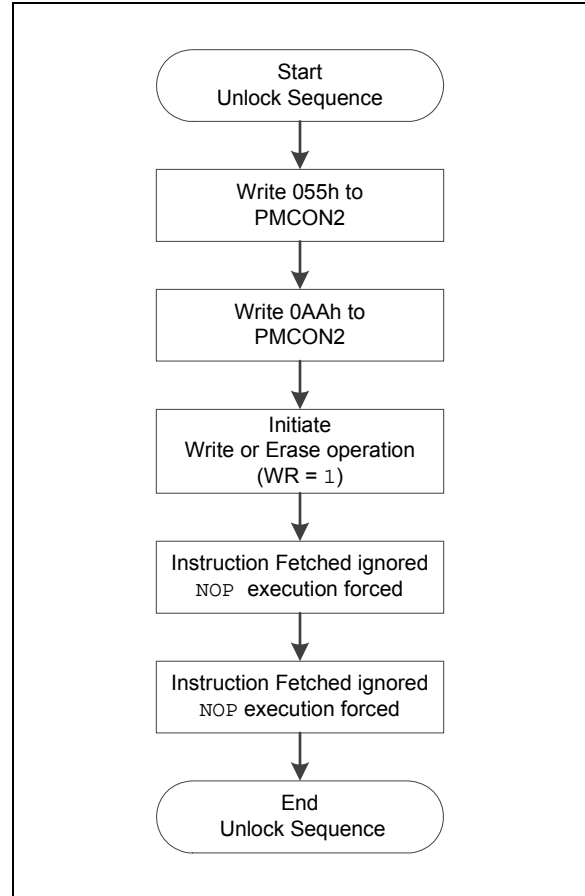 Start
Unlock Sequence
Write 055h to
PMCON2
Write 0AAh to
PMCON2
Initiate
Write or Erase operation
(WR = 1)
Instruction Fetched ignored
NOP execution forced
Instruction Fetched ignored
NOP execution forced
End
Unlock Sequence